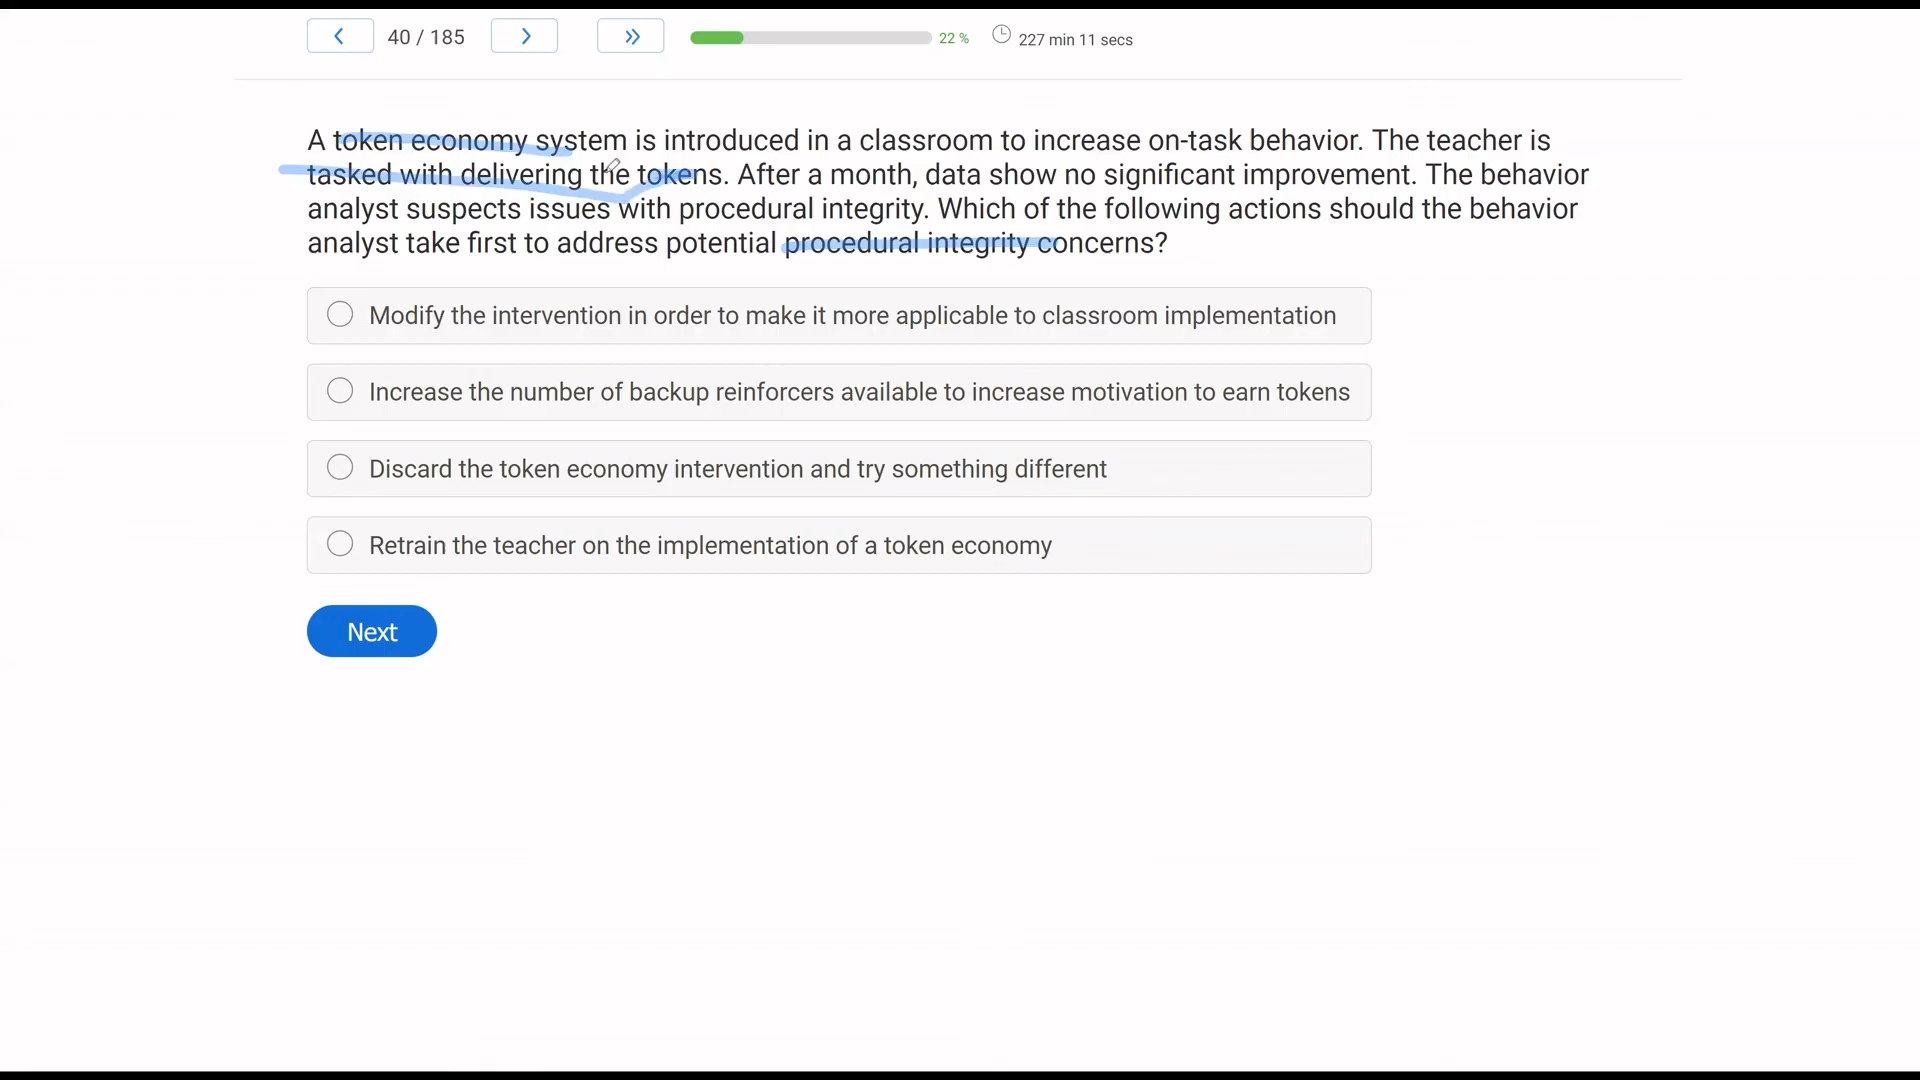 40 / 185
22 %
227 min 11 secs
A token economy system is introduced in a classroom to increase on-task behavior. The teacher is
tasked with delivering the tokens. After a month, data show no significant improvement. The behavior
analyst suspects issues with procedural integrity. Which of the following actions should the behavior
analyst take first to address potential procedural integrity concerns?
Modify the intervention in order to make it more applicable to classroom implementation
Increase the number of backup reinforcers available to increase motivation to earn tokens
Discard the token economy intervention and try something different
Retrain the teacher on the implementation of a token economy
Next